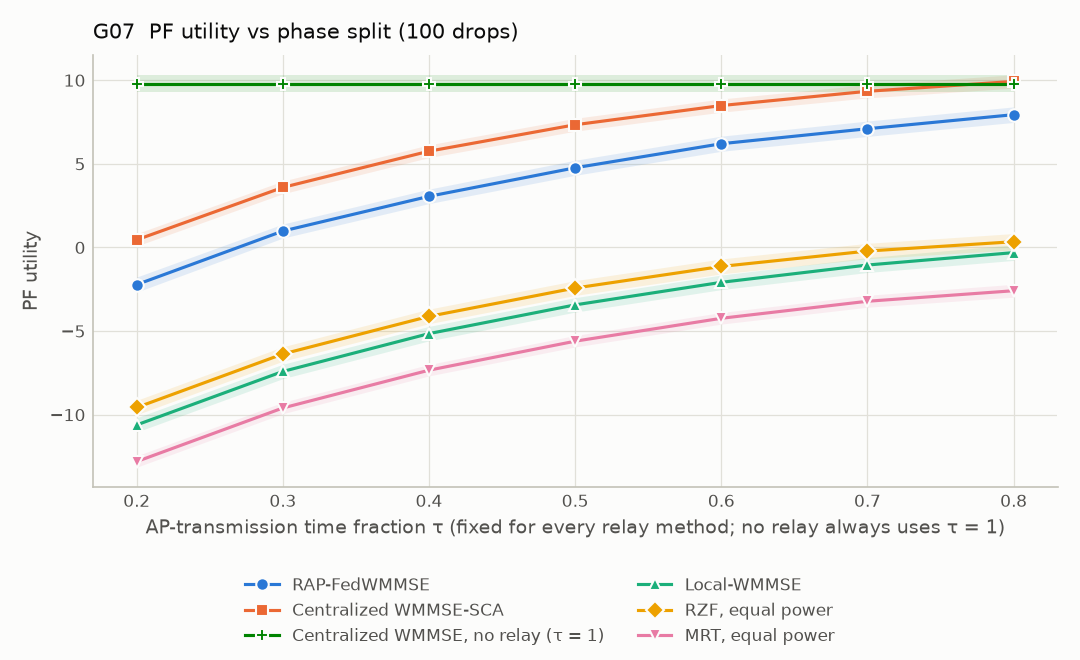 G07  PF utility vs phase split (100 drops)
10
5
0
−5
−10
PF utility
0.2 0.3 0.4 0.5 0.6 0.7 0.8
AP-transmission time fraction τ (fixed for every relay method; no relay always uses τ = 1)
RAP-FedWMMSE
Centralized WMMSE-SCA
Centralized WMMSE, no relay (τ = 1)
Local-WMMSE
RZF, equal power
MRT, equal power